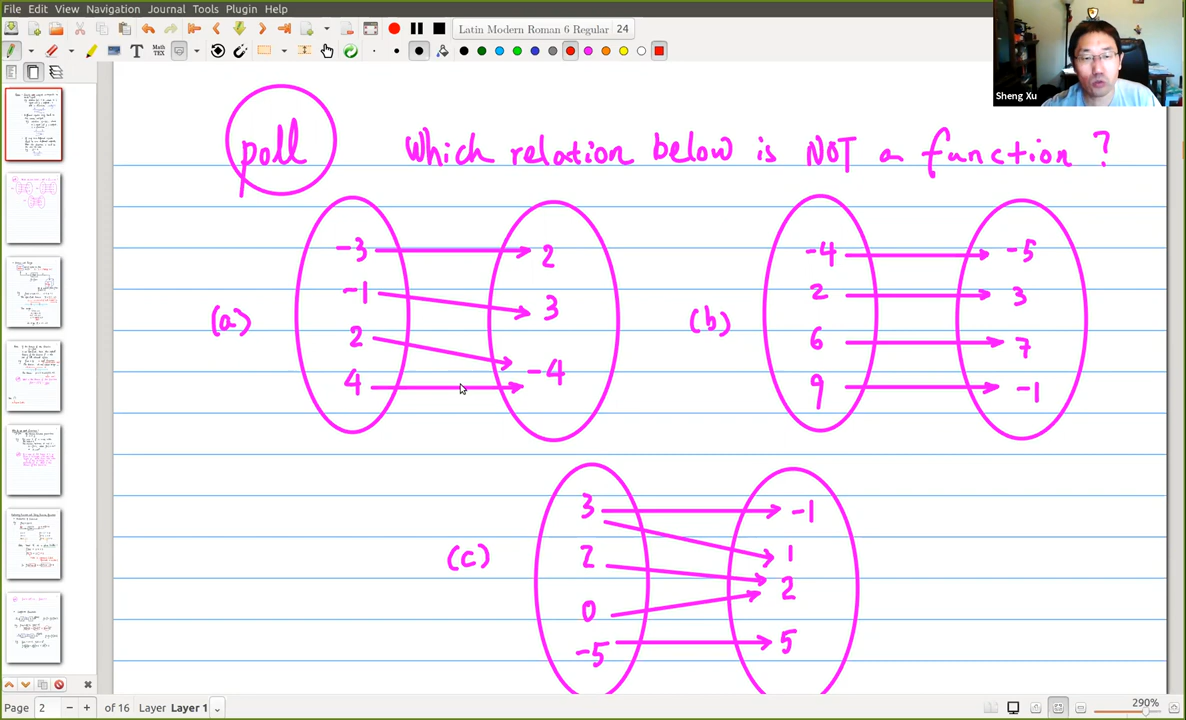 File Edit View Navigation Journal Tools Plugin Help
Latin Modern Roman 6 Regular 24
T Math TEX
Sheng Xu
poll Which relation below is NOT a function ?
(a)
-3 2
-1 3
2 -4
4
(b)
-4 -5
2 3
6 7
9 -1
(c)
3 -1
2 1
0 2
-5 5
Page 2 of 16 Layer Layer 1 290%